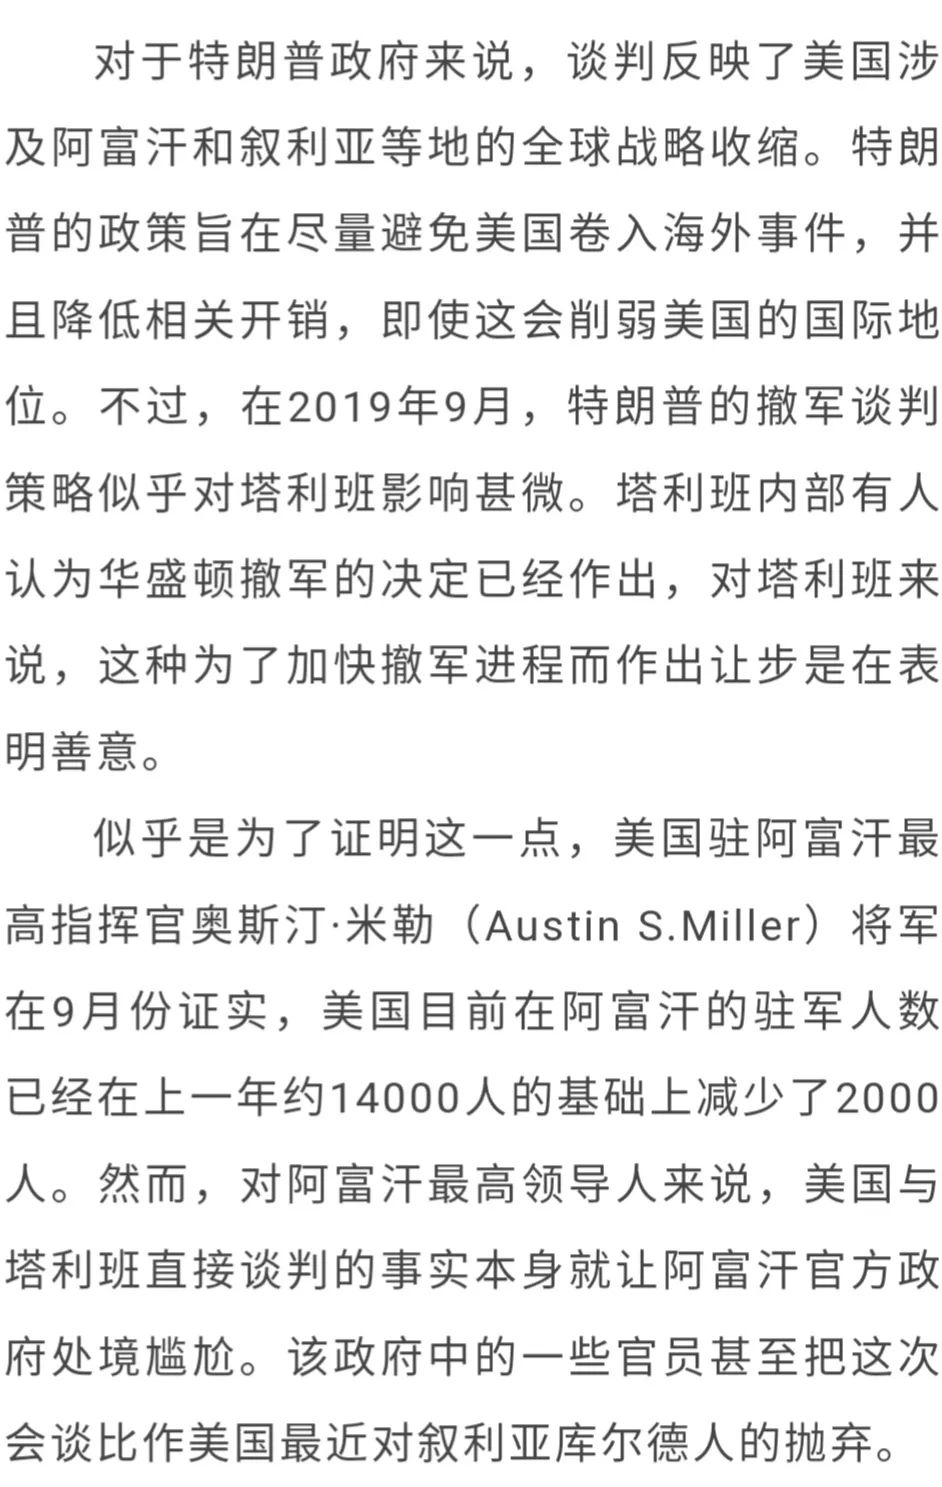 对于特朗普政府来说，谈判反映了美国涉
及阿富汗和叙利亚等地的全球战略收缩。特朗
普的政策旨在尽量避免美国卷入海外事件，并
且降低相关开销，即使这会削弱美国的国际地
位。不过，在2019年9月，特朗普的撤军谈判
策略似乎对塔利班影响甚微。塔利班内部有人
认为华盛顿撤军的决定已经作出，对塔利班来
说，这种为了加快撤军进程而作出让步是在表
明善意。
似乎是为了证明这一点，美国驻阿富汗最
高指挥官奥斯汀·米勒（Austin S.Miller）将军
在9月份证实，美国目前在阿富汗的驻军人数
已经在上一年约14000人的基础上减少了2000
人。然而，对阿富汗最高领导人来说，美国与
塔利班直接谈判的事实本身就让阿富汗官方政
府处境尴尬。该政府中的一些官员甚至把这次
会谈比作美国最近对叙利亚库尔德人的抛弃。